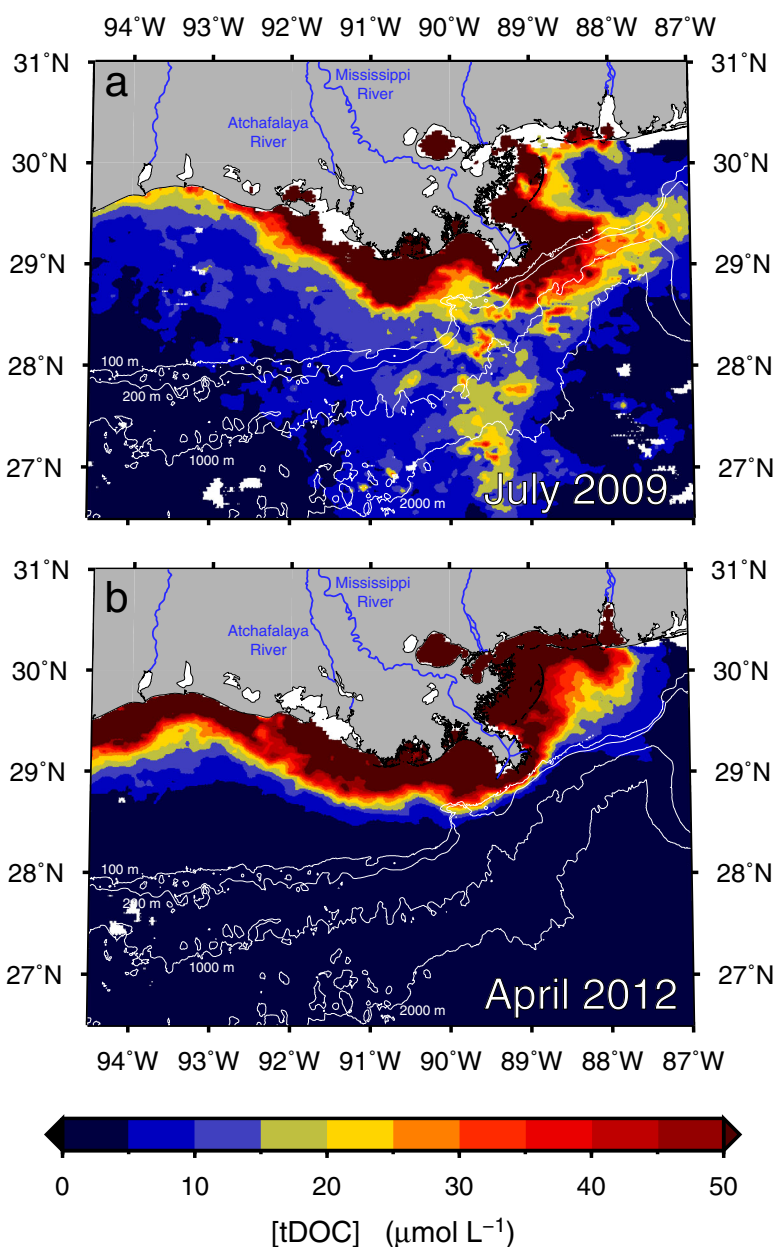 94°W 93°W 92°W 91°W 90°W 89°W 88°W 87°W
31°N 31°N
a
Mississippi
River
Atchafalaya
River
30°N 30°N
29°N 29°N
28°N 28°N
100 m
200 m
1000 m
27°N 27°N
2000 m
July 2009
31°N 31°N
b
Mississippi
River
Atchafalaya
River
30°N 30°N
29°N 29°N
28°N 28°N
100 m
200 m
1000 m
27°N 27°N
2000 m
April 2012
94°W 93°W 92°W 91°W 90°W 89°W 88°W 87°W
0 10 20 30 40 50
[tDOC] (μmol L⁻¹)